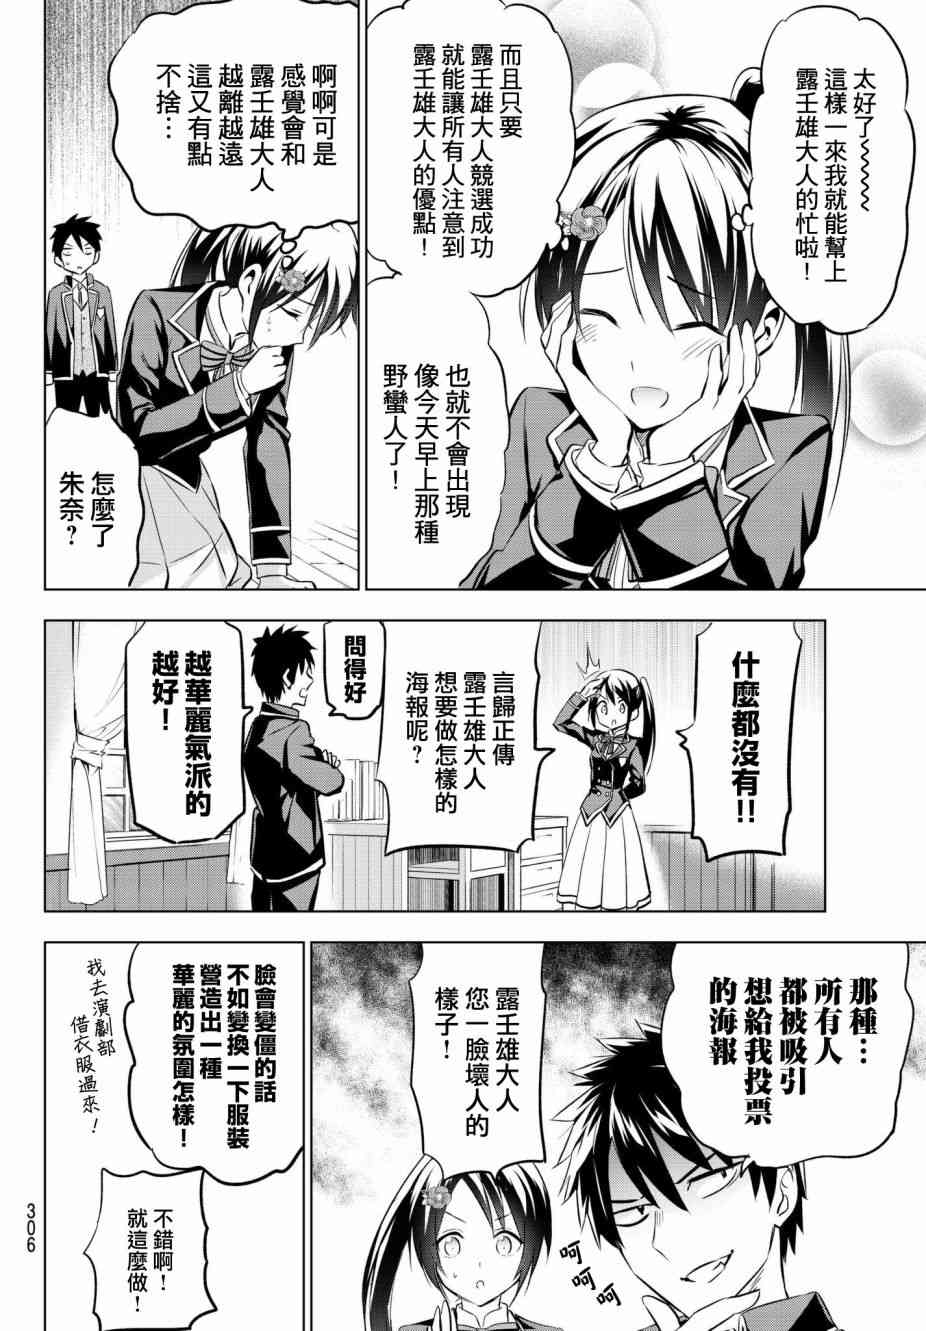 太好了~~~~~
這樣一來我就能幫上
露壬雄大人的忙啦！
而且只要
露壬雄大人競選成功
就能讓所有人注意到
露壬雄大人的優點！
也就不會出現
像今天早上那種
野蠻人了！
啊啊可是
感覺會和
露壬雄大人
越離越遠
這又有點
不捨…
怎麼了
朱奈？
什麼都沒有!!
言歸正傳
露壬雄大人
想要做怎樣的
海報呢？
問得好
越華麗氣派的
越好！
那種…
所有人
都被吸引
想給我投票
的海報
呵
呵
呵
露壬雄大人
您一臉壞人的
樣子！
臉會變僵的話
不如變換一下服裝
營造出一種
華麗的氛圍怎樣！
我去演劇部
借衣服過來！
不錯啊！
就這麼做！
306